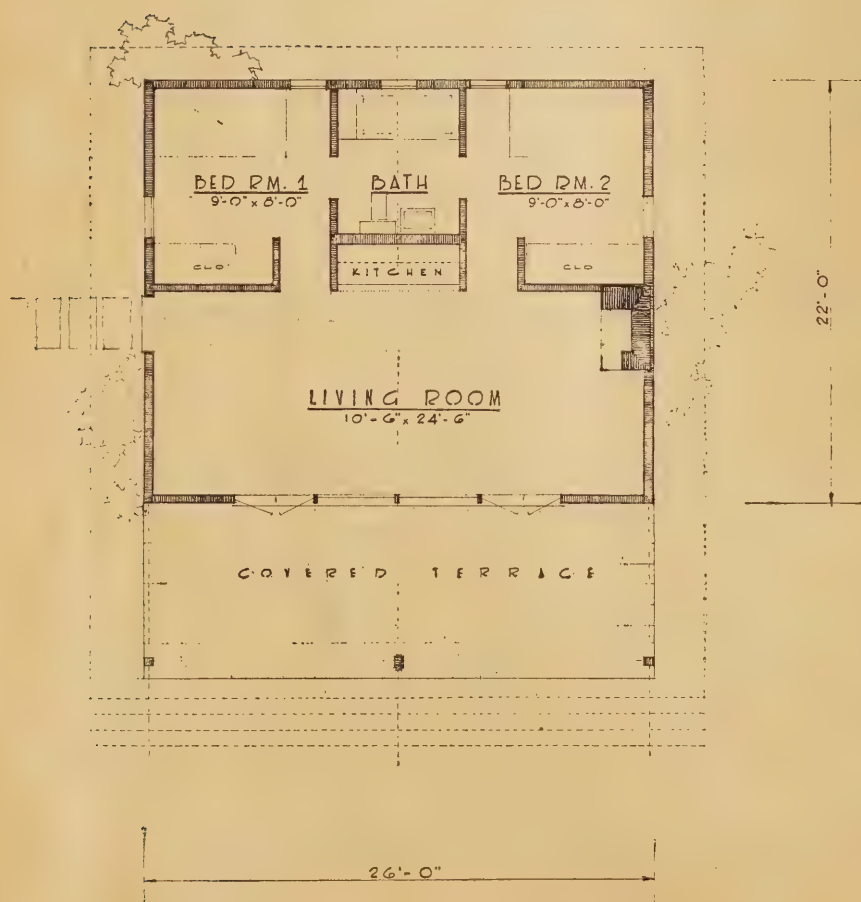 BED RM. 1
9'-0" x 8'-0"
BATH
BED RM. 2
9'-0" x 8'-0"
CLO
KITCHEN
CLO
22'-0"
LIVING ROOM
10'-6" x 24'-6"
COVERED TERRACE
26'-0"